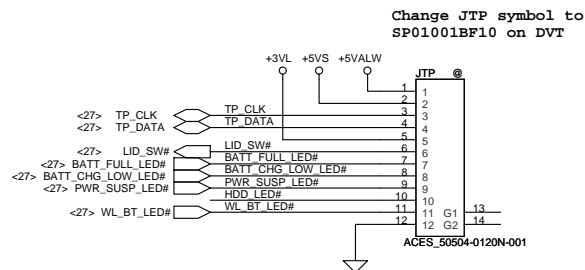 Change JTP symbol to
SP01001BF10 on DVT
+3VL +5VS +5VALW
JTP @
1 1
2 2
<27> TP_CLK TP_CLK 3 3
<27> TP_DATA TP_DATA 4 4
5 5
<27> LID_SW# LID_SW# 6 6
<27> BATT_FULL_LED# BATT_FULL_LED# 7 7
<27> BATT_CHG_LOW_LED# BATT_CHG_LOW_LED# 8 8
<27> PWR_SUSP_LED# PWR_SUSP_LED# 9 9
HDD_LED# 10 10
<27> WL_BT_LED# WL_BT_LED# 11 11 G1 13
12 12 G2 14
ACES_50504-0120N-001